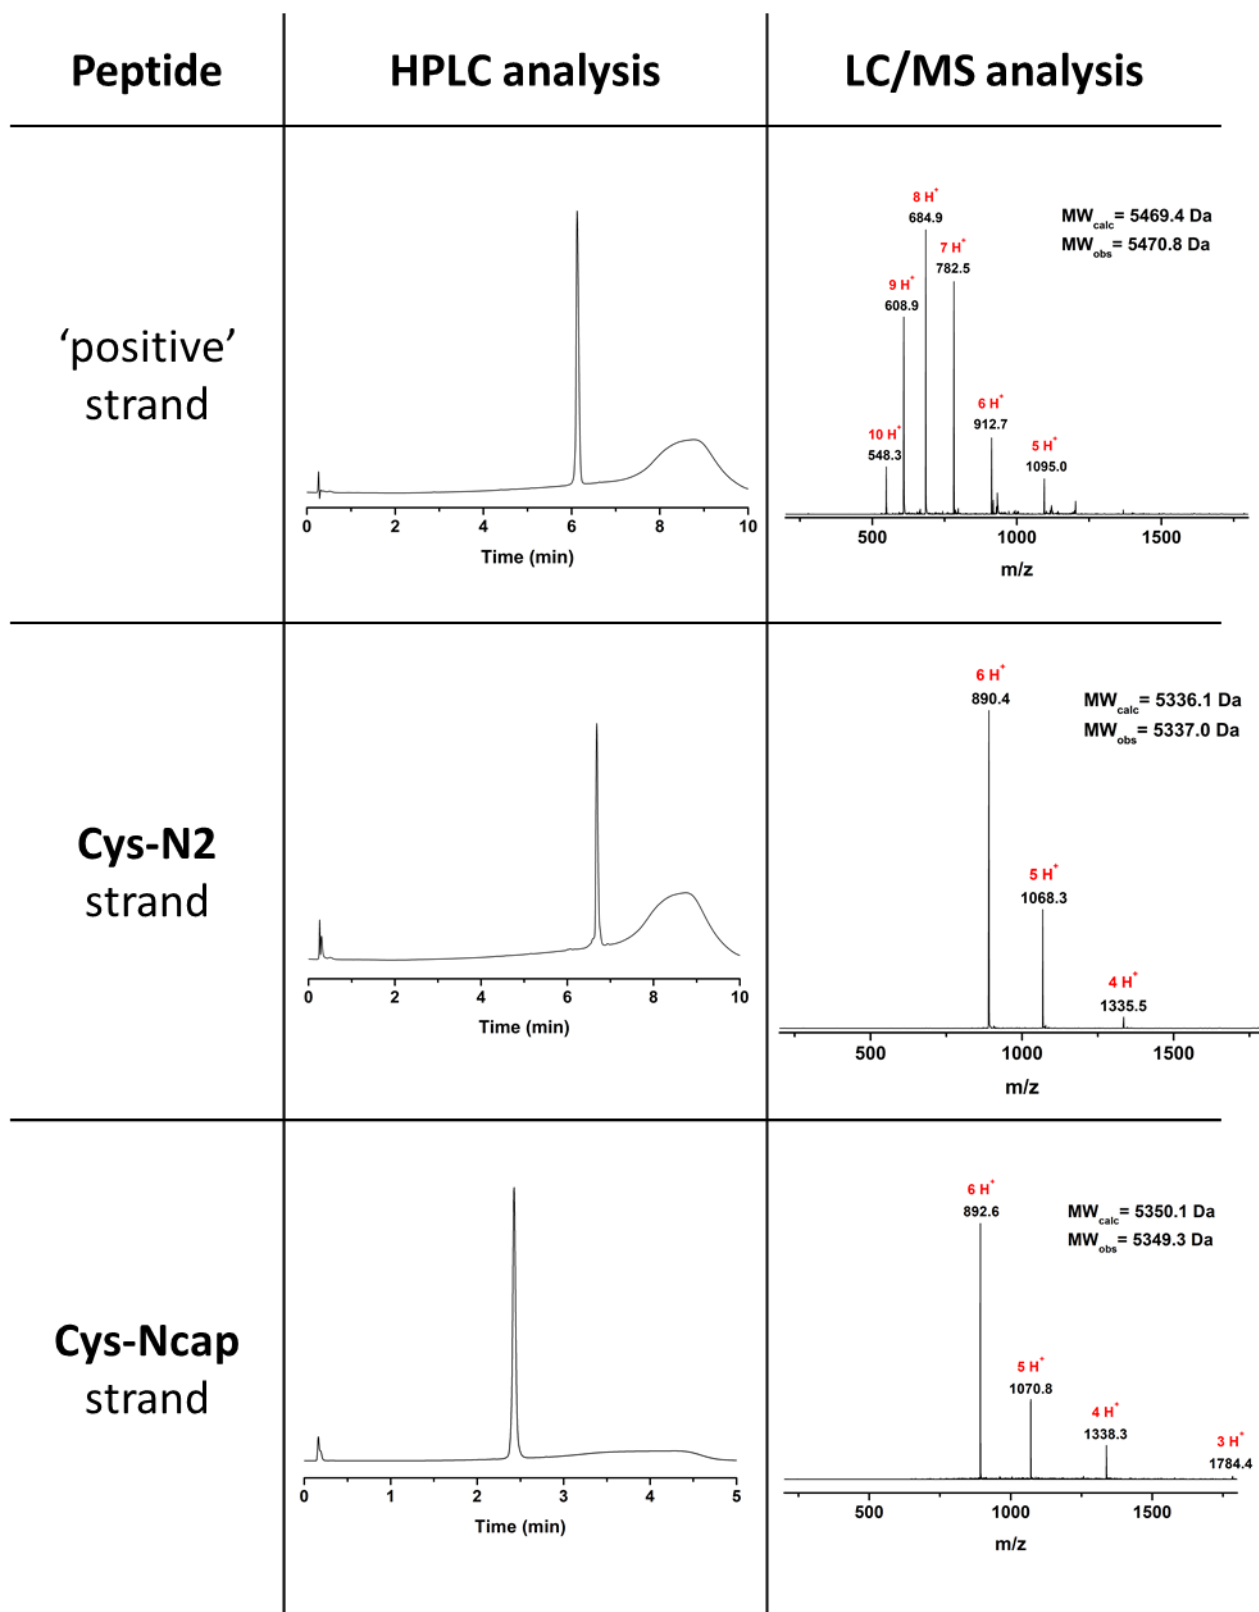 Peptide HPLC analysis LC/MS analysis
‘positive’
strand
0 2 4 6 8 10
Time (min)
8 H⁺
684.9
7 H⁺
782.5
9 H⁺
608.9
6 H⁺
912.7
10 H⁺
548.3
5 H⁺
1095.0
MWcalc= 5469.4 Da
MWobs= 5470.8 Da
500 1000 1500
m/z
Cys-N2
strand
0 2 4 6 8 10
Time (min)
6 H⁺
890.4
5 H⁺
1068.3
4 H⁺
1335.5
MWcalc= 5336.1 Da
MWobs= 5337.0 Da
500 1000 1500
m/z
Cys-Ncap
strand
0 1 2 3 4 5
Time (min)
6 H⁺
892.6
5 H⁺
1070.8
4 H⁺
1338.3
3 H⁺
1784.4
MWcalc= 5350.1 Da
MWobs= 5349.3 Da
500 1000 1500
m/z